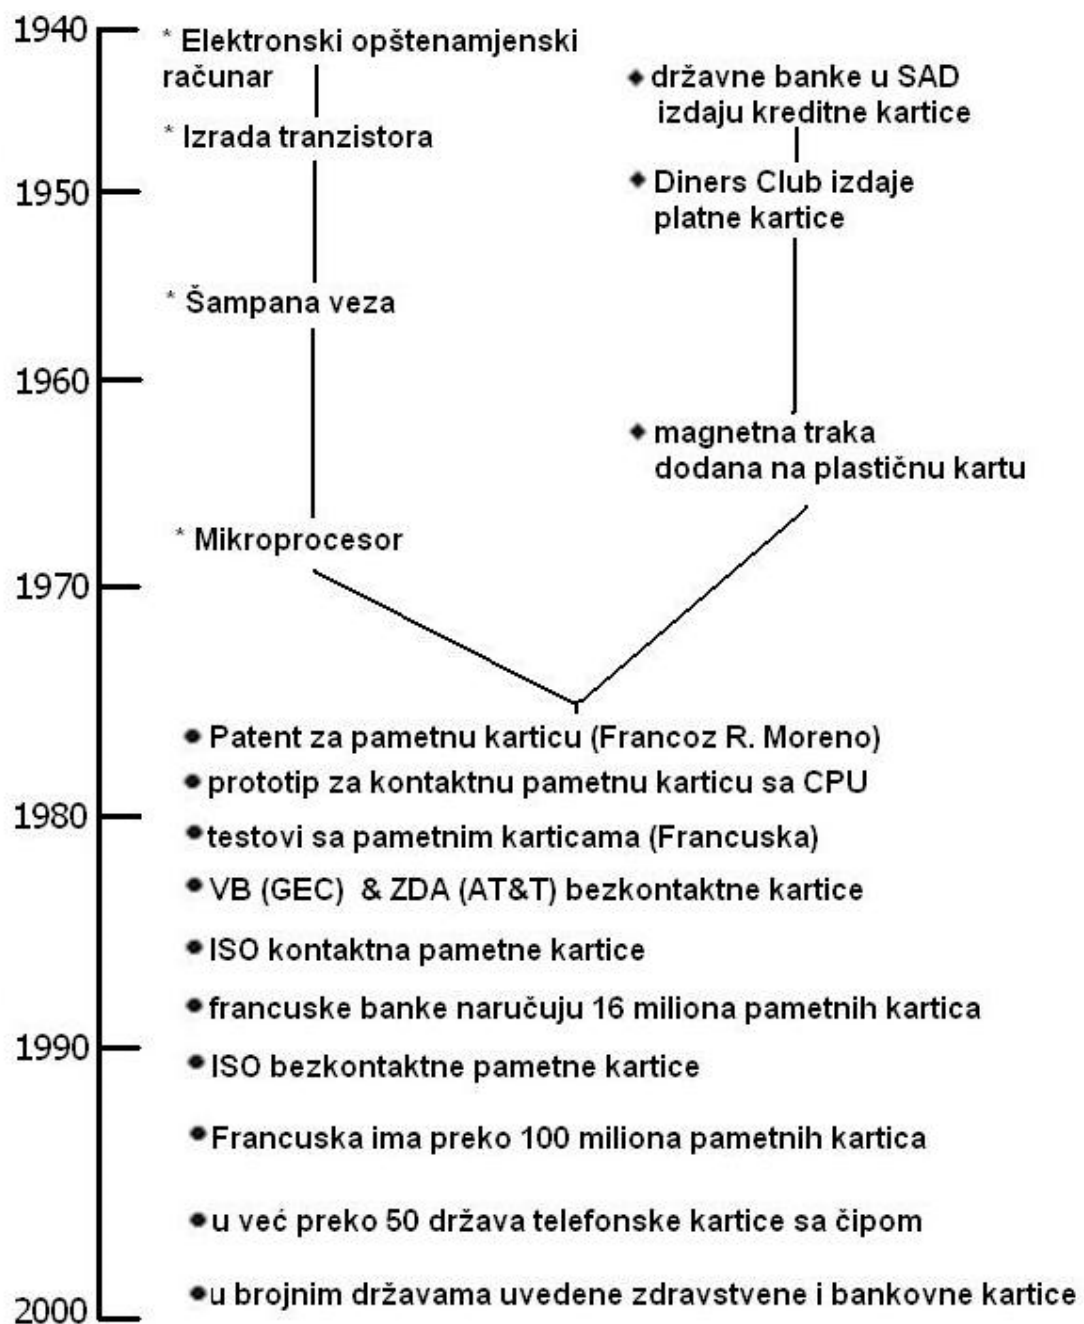 1940
* Elektronski opštenamjenski
računar
♦ državne banke u SAD
izdaju kreditne kartice
* Izrada tranzistora
1950
♦ Diners Club izdaje
platne kartice
* Šampana veza
1960
♦ magnetna traka
dodana na plastičnu kartu
* Mikroprocesor
1970
● Patent za pametnu karticu (Francoz R. Moreno)
● prototip za kontaktnu pametnu karticu sa CPU
1980
● testovi sa pametnim karticama (Francuska)
● VB (GEC) & ZDA (AT&T) bezkontaktne kartice
● ISO kontaktna pametne kartice
● francuske banke naručuju 16 miliona pametnih kartica
1990
● ISO bezkontaktne pametne kartice
● Francuska ima preko 100 miliona pametnih kartica
● u već preko 50 država telefonske kartice sa čipom
● u brojnim državama uvedene zdravstvene i bankovne kartice
2000